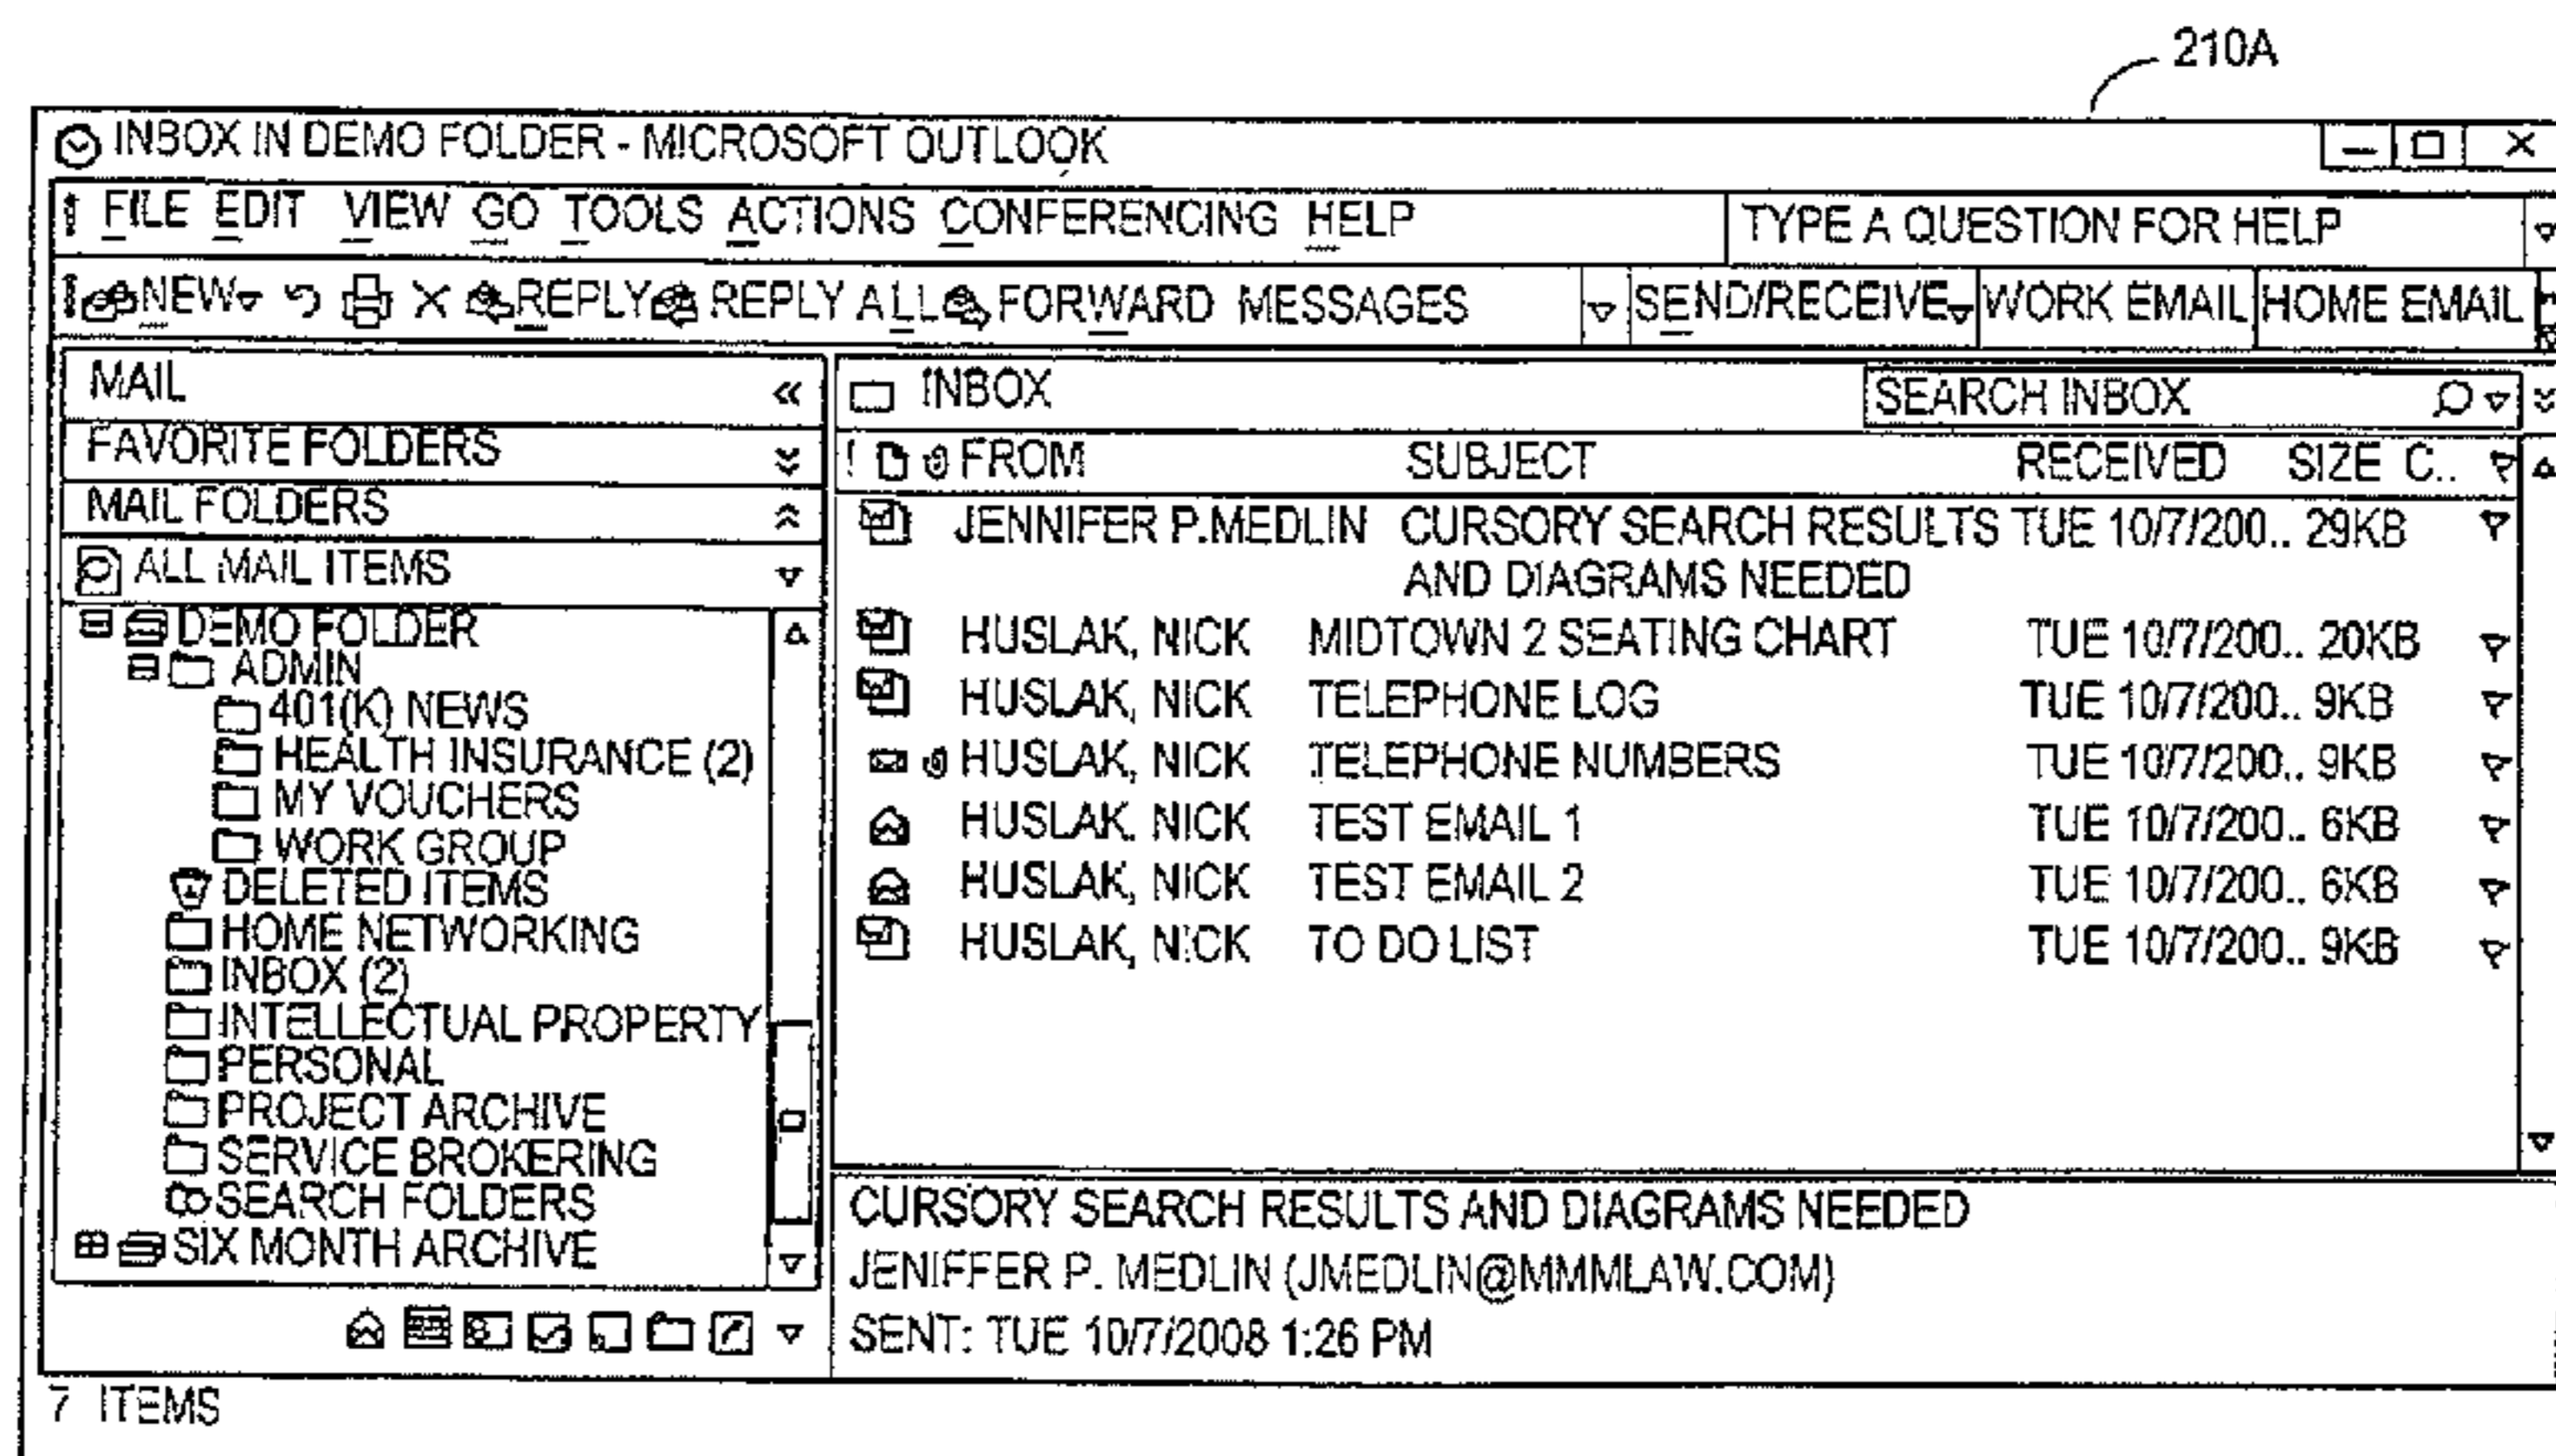 210A
INBOX IN DEMO FOLDER - MICROSOFT OUTLOOK
FILE EDIT VIEW GO TOOLS ACTIONS CONFERENCING HELP TYPE A QUESTION FOR HELP
NEW REPLY REPLY ALL FORWARD MESSAGES SEND/RECEIVE WORK EMAIL HOME EMAIL
MAIL
FAVORITE FOLDERS
MAIL FOLDERS
ALL MAIL ITEMS
DEMO FOLDER
ADMIN
401(K) NEWS
HEALTH INSURANCE (2)
MY VOUCHERS
WORK GROUP
DELETED ITEMS
HOME NETWORKING
INBOX (2)
INTELLECTUAL PROPERTY
PERSONAL
PROJECT ARCHIVE
SERVICE BROKERING
SEARCH FOLDERS
SIX MONTH ARCHIVE
INBOX SEARCH INBOX
! FROM SUBJECT RECEIVED SIZE C..
JENNIFER P.MEDLIN CURSORY SEARCH RESULTS TUE 10/7/200.. 29KB
AND DIAGRAMS NEEDED
HUSLAK, NICK MIDTOWN 2 SEATING CHART TUE 10/7/200.. 20KB
HUSLAK, NICK TELEPHONE LOG TUE 10/7/200.. 9KB
HUSLAK, NICK TELEPHONE NUMBERS TUE 10/7/200.. 9KB
HUSLAK, NICK TEST EMAIL 1 TUE 10/7/200.. 6KB
HUSLAK, NICK TEST EMAIL 2 TUE 10/7/200.. 6KB
HUSLAK, NICK TO DO LIST TUE 10/7/200.. 9KB
CURSORY SEARCH RESULTS AND DIAGRAMS NEEDED
JENIFFER P. MEDLIN (JMEDLIN@MMMLAW.COM)
SENT: TUE 10/7/2008 1:26 PM
7 ITEMS